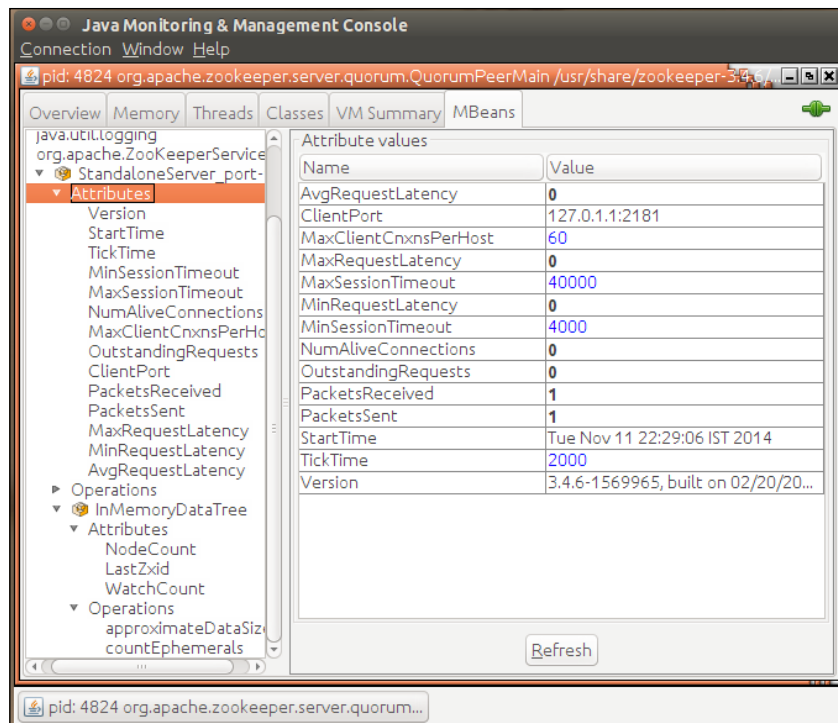 Java Monitoring & Management Console
Connection Window Help
pid: 4824 org.apache.zookeeper.server.quorum.QuorumPeerMain /usr/share/zookeeper-3.4.6/...
Overview Memory Threads Classes VM Summary MBeans
java.util.logging
org.apache.ZooKeeperService
StandaloneServer_port-
Attributes
Version
StartTime
TickTime
MinSessionTimeout
MaxSessionTimeout
NumAliveConnections
MaxClientCnxnsPerHo
OutstandingRequests
ClientPort
PacketsReceived
PacketsSent
MaxRequestLatency
MinRequestLatency
AvgRequestLatency
Operations
InMemoryDataTree
Attributes
NodeCount
LastZxid
WatchCount
Operations
approximateDataSiz
countEphemerals
Attribute values
Name Value
AvgRequestLatency 0
ClientPort 127.0.1.1:2181
MaxClientCnxnsPerHost 60
MaxRequestLatency 0
MaxSessionTimeout 40000
MinRequestLatency 0
MinSessionTimeout 4000
NumAliveConnections 0
OutstandingRequests 0
PacketsReceived 1
PacketsSent 1
StartTime Tue Nov 11 22:29:06 IST 2014
TickTime 2000
Version 3.4.6-1569965, built on 02/20/20...
Refresh
pid: 4824 org.apache.zookeeper.server.quorum...